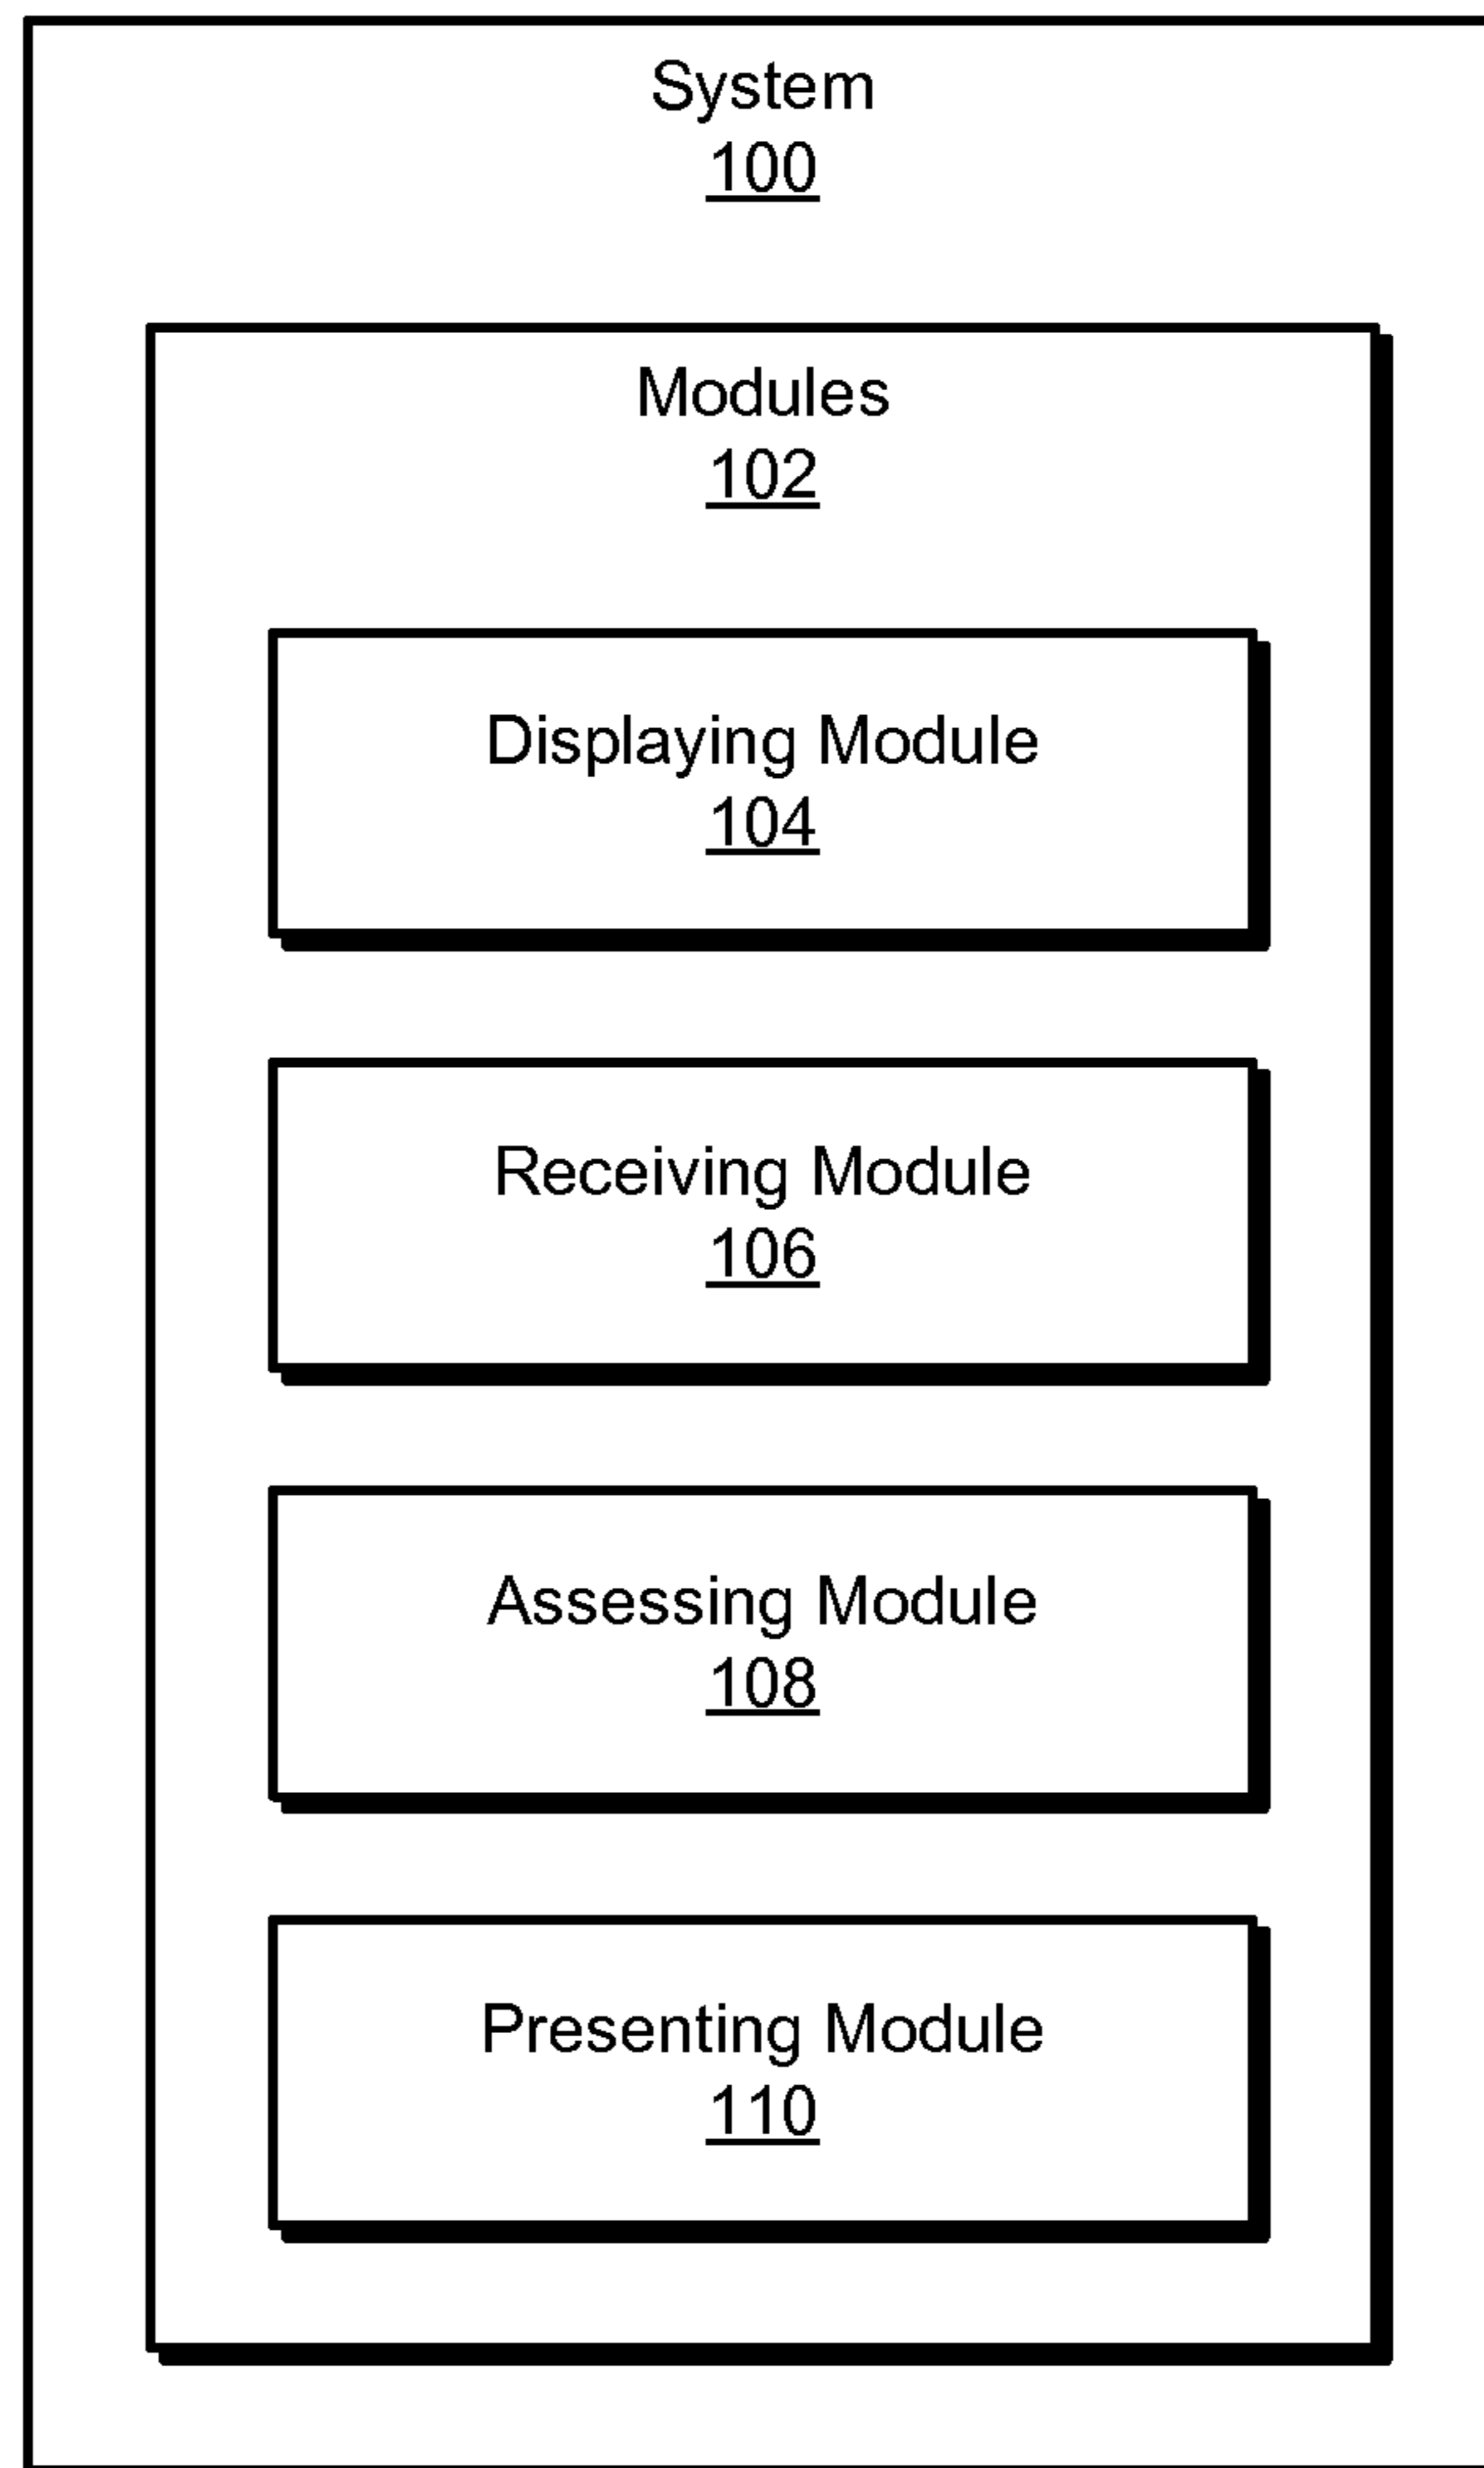 System
100
Modules
102
Displaying Module
104
Receiving Module
106
Assessing Module
108
Presenting Module
110